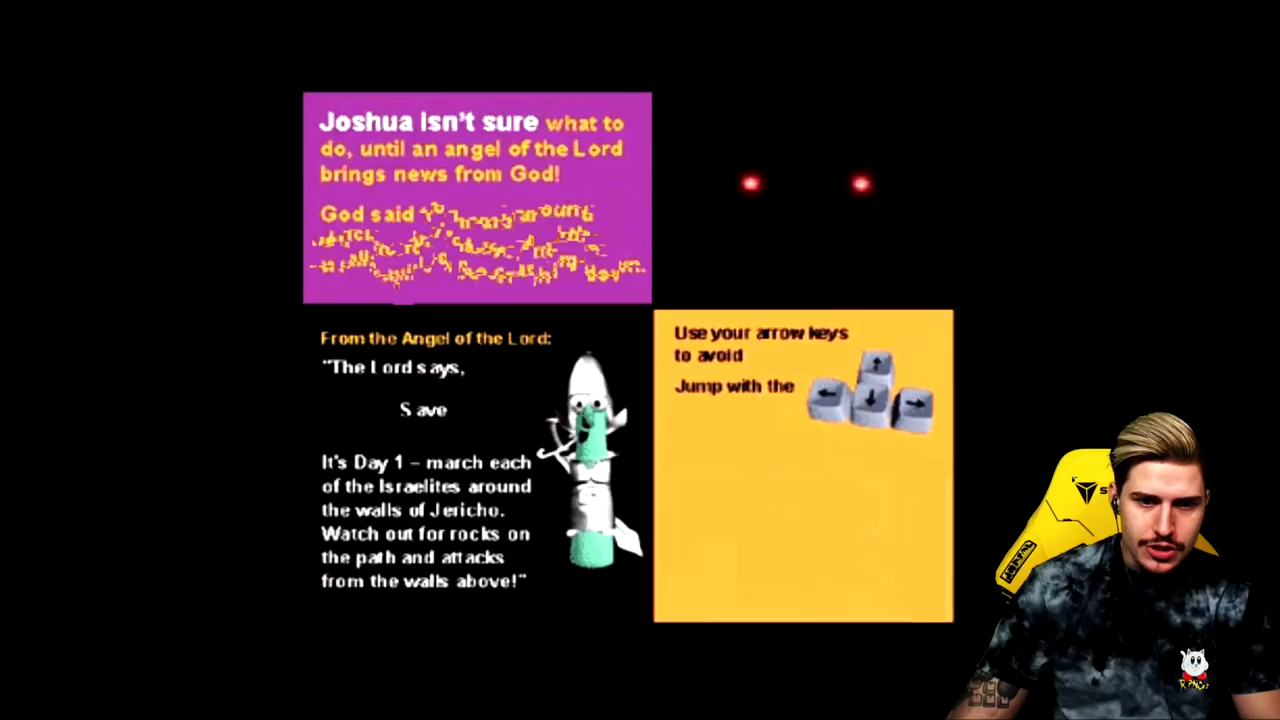 Joshua isn't sure what to
do, until an angel of the Lord
brings news from God!
God said
From the Angel of the Lord:
"The Lord says,
Save
It's Day 1 – march each
of the Israelites around
the walls of Jericho.
Watch out for rocks on
the path and attacks
from the walls above!"
Use your arrow keys
to avoid
Jump with the